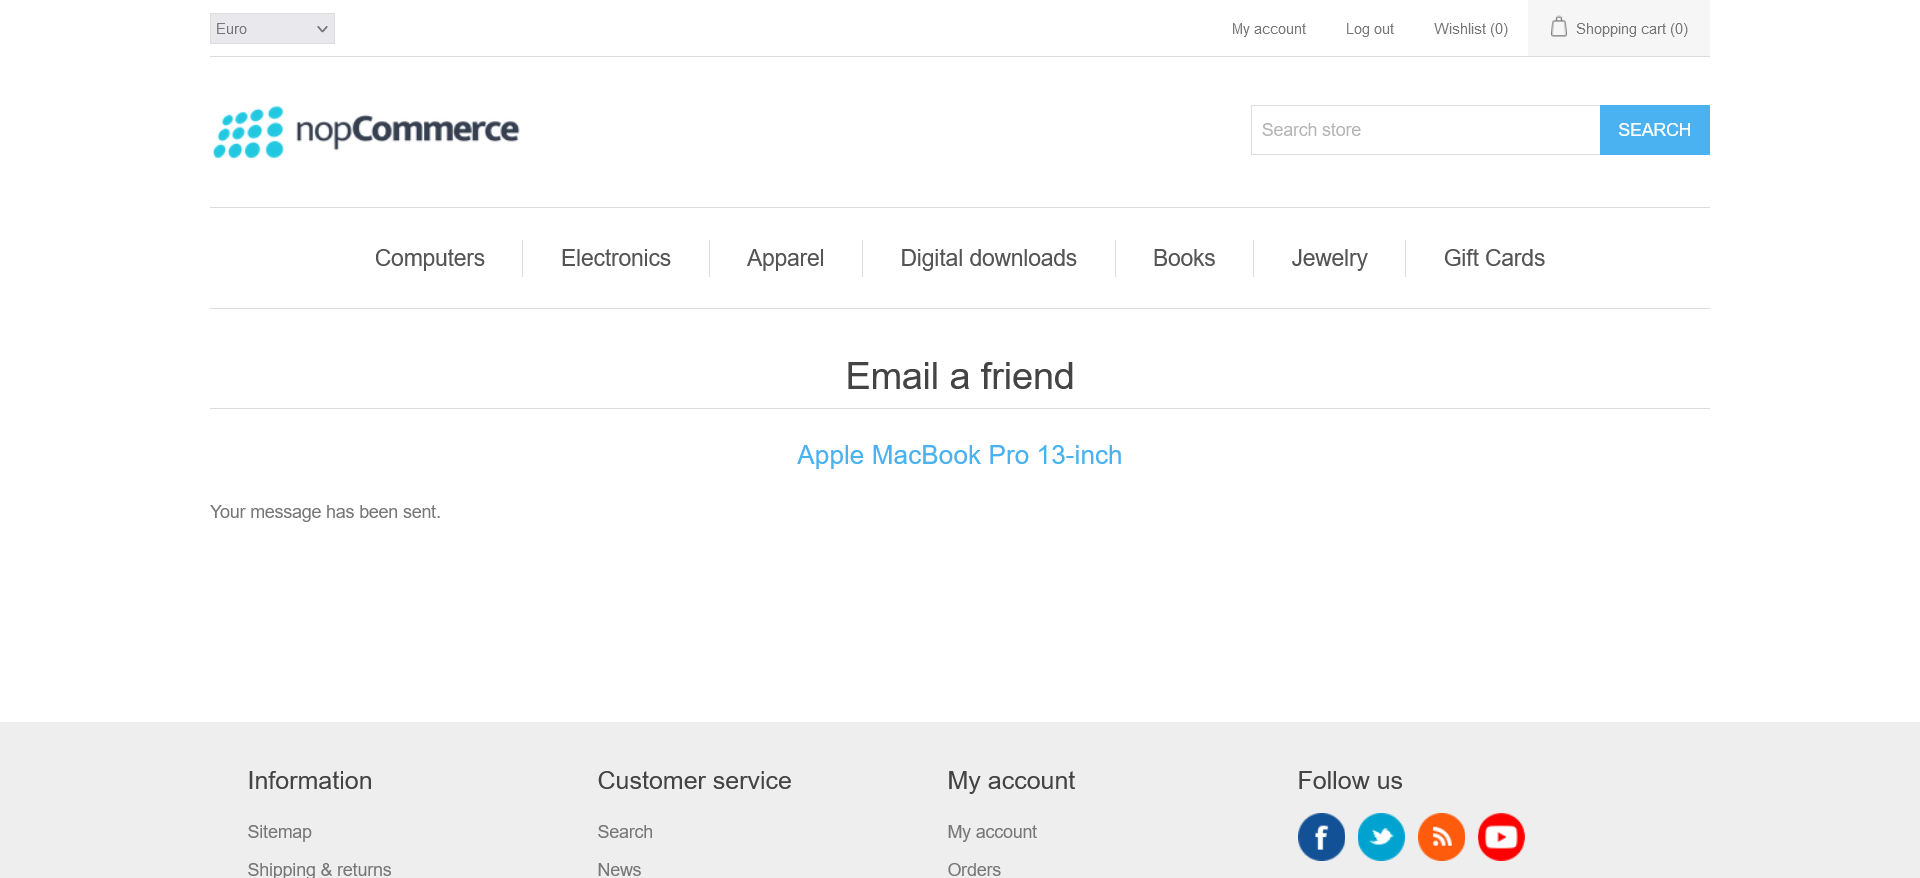 Euro
My account
Log out
Wishlist (0)
Shopping cart (0)
nopCommerce
Search store
SEARCH
Computers
Electronics
Apparel
Digital downloads
Books
Jewelry
Gift Cards
Email a friend
Apple MacBook Pro 13-inch
Your message has been sent.
Information
Customer service
My account
Follow us
Sitemap
Search
My account
Shipping & returns
News
Orders